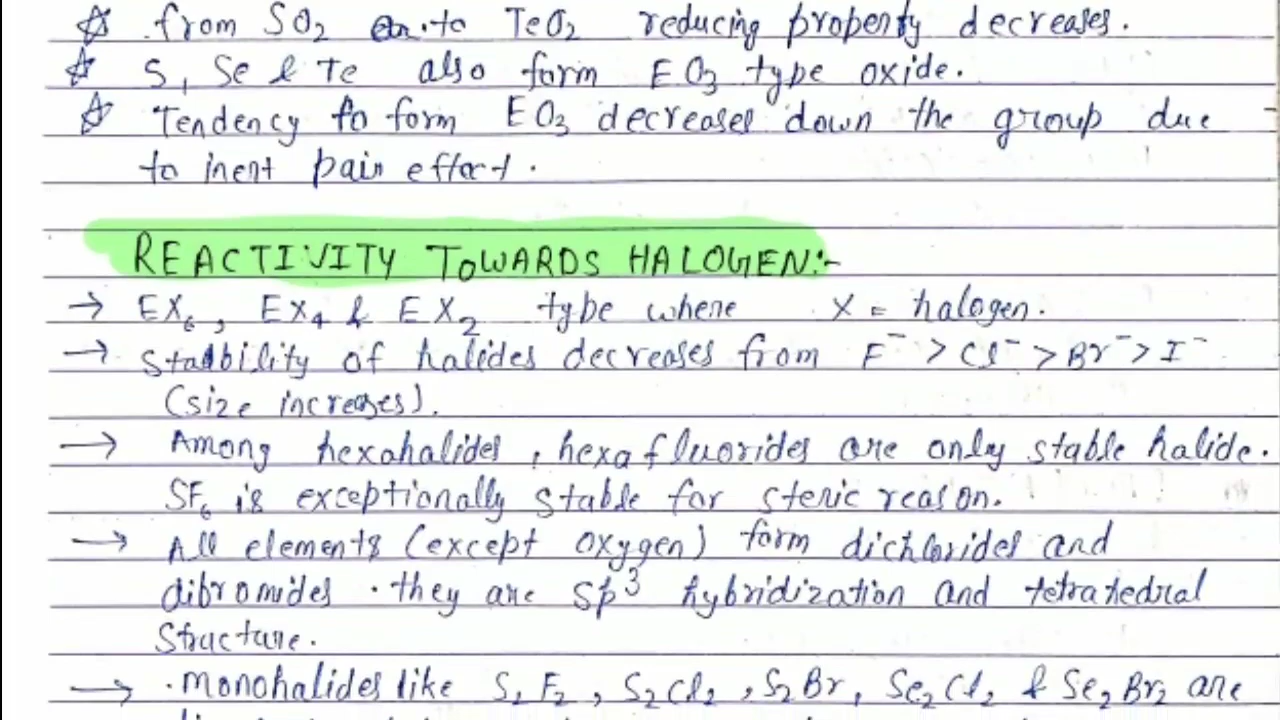 ☆ from SO₂ to TeO₂ reducing property decreases.
☆ S, Se & Te also form EO₃ type oxide.
☆ Tendency to form EO₃ decreases down the group due
to inert pair effect.
REACTIVITY TOWARDS HALOGEN:-
→ EX₆, EX₄ & EX₂ type where X = halogen.
→ Stability of halides decreases from F⁻ > Cl⁻ > Br⁻ > I⁻
(size increases).
→ Among hexahalides, hexafluorides are only stable halide.
SF₆ is exceptionally stable for steric reason.
→ All elements (except oxygen) form dichlorides and
dibromides. they are sp³ hybridization and tetrahedral
structure.
→ .monohalides like S₂F₂, S₂Cl₂, S₂Br, Se₂Cl₂ & Se₂Br₂ are